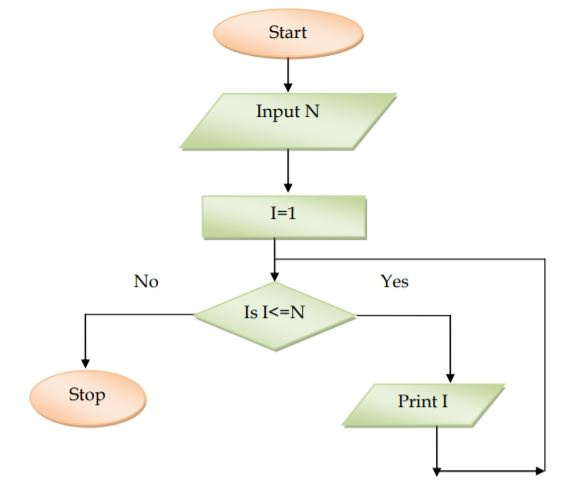 Start
Input N
I=1
No
Yes
Is I<=N
Stop
Print I